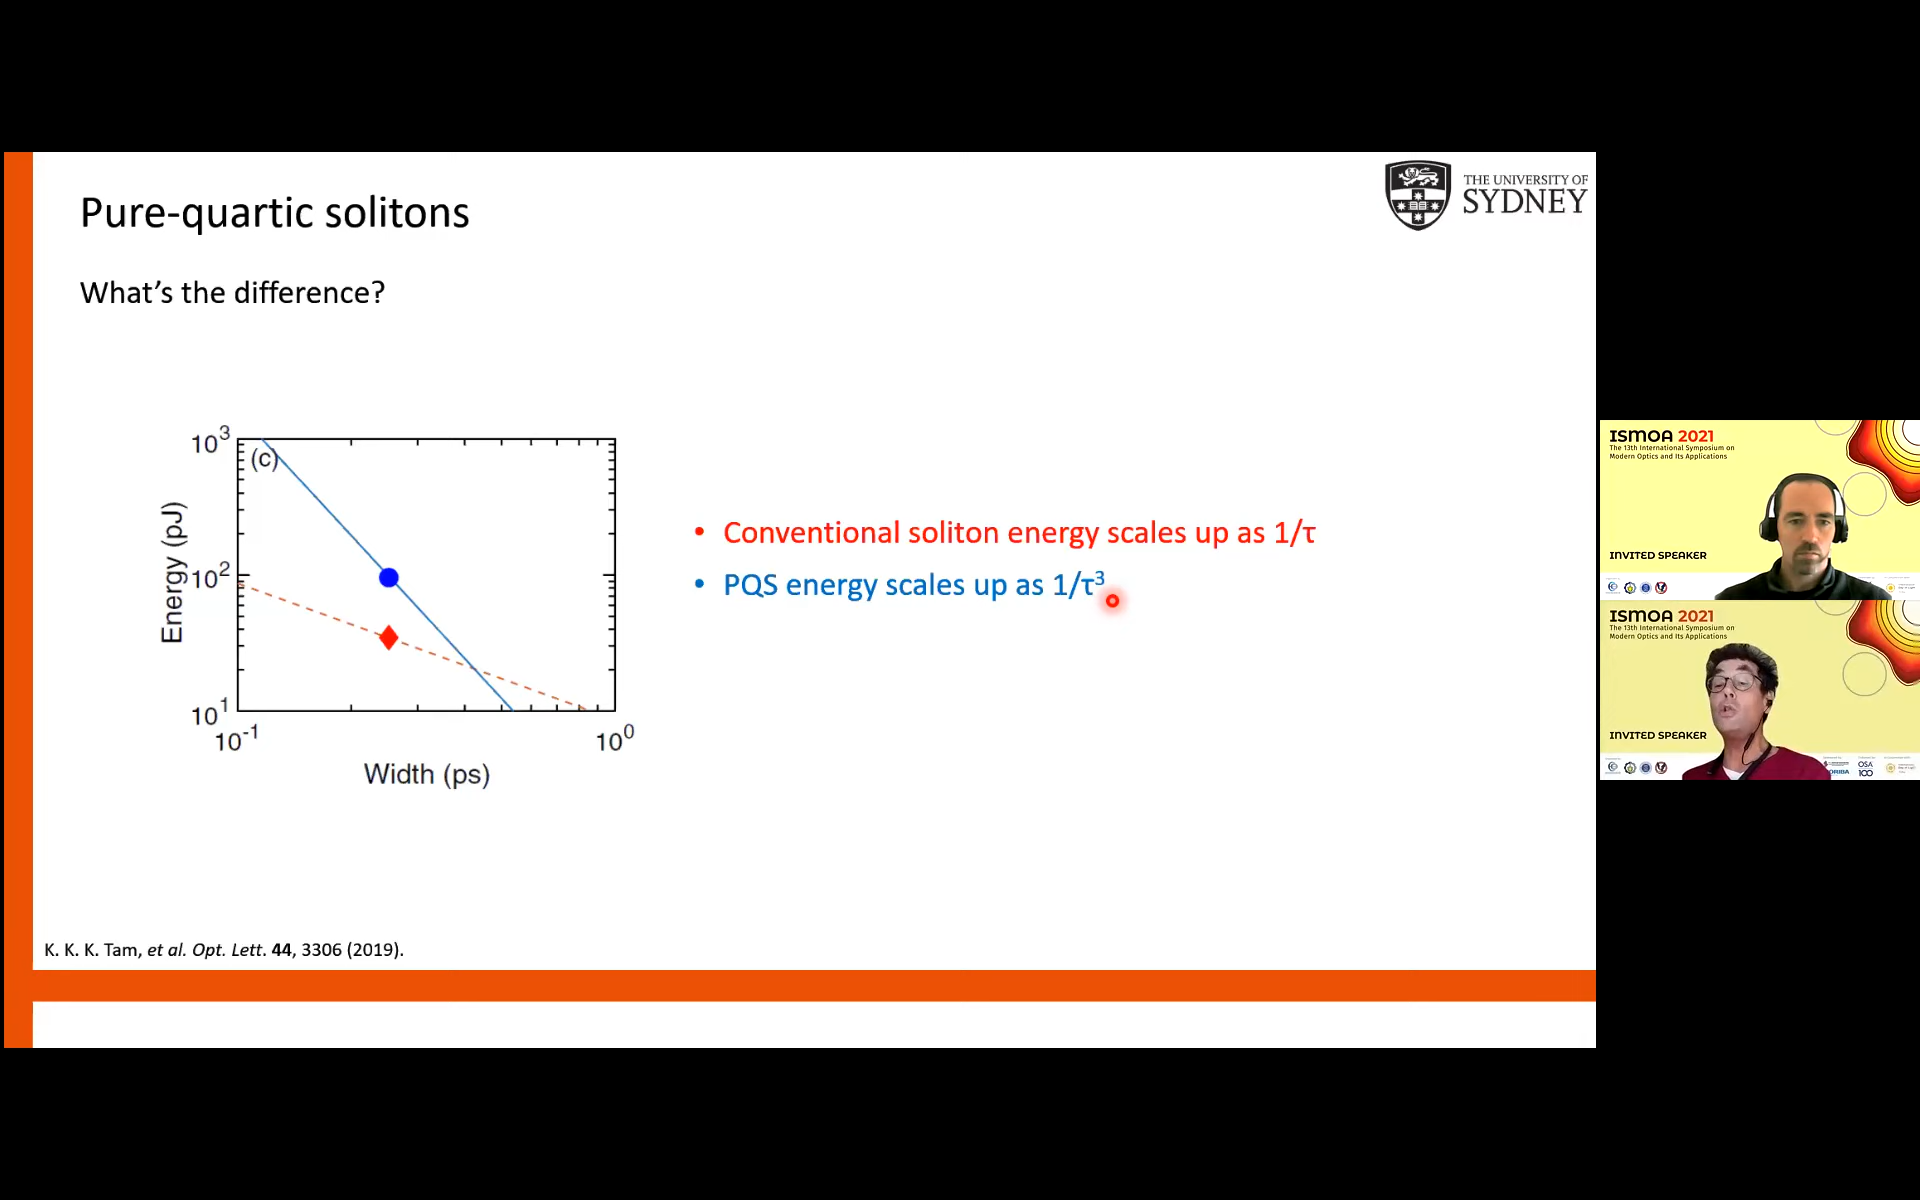 Pure-quartic solitons
THE UNIVERSITY OF
SYDNEY
What's the difference?
10³
(c)
10²
10¹
Energy (pJ)
10⁻¹
10⁰
Width (ps)
• Conventional soliton energy scales up as 1/τ
• PQS energy scales up as 1/τ³
K. K. K. Tam, et al. Opt. Lett. 44, 3306 (2019).
ISMOA 2021
The 13th International Symposium on
Modern Optics and Its Applications
INVITED SPEAKER
ISMOA 2021
The 13th International Symposium on
Modern Optics and Its Applications
INVITED SPEAKER
OSA
100